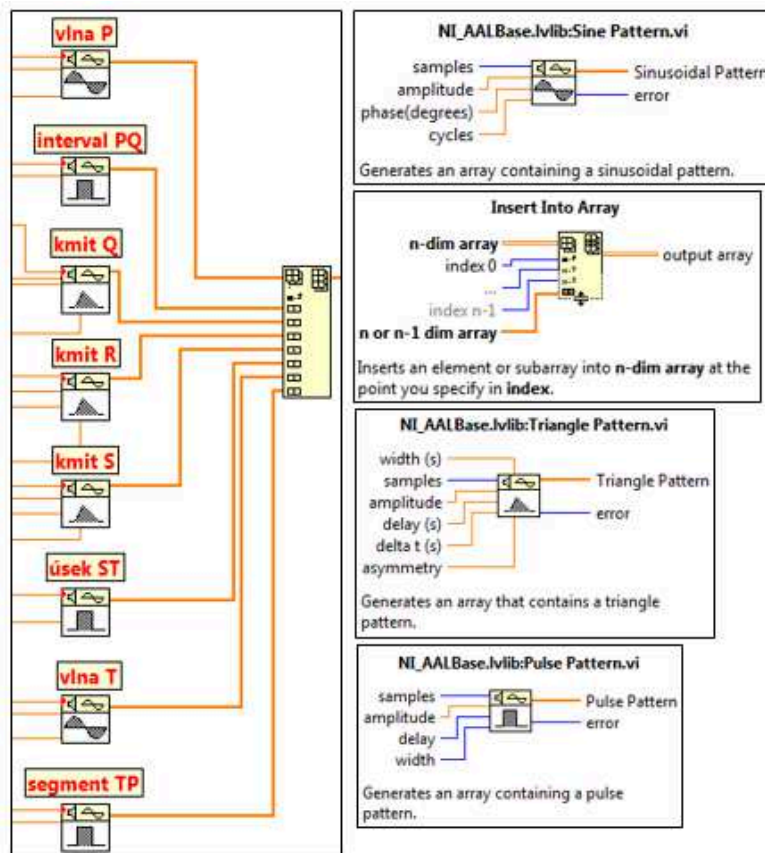 vlna P
interval PQ
kmit Q
kmit R
kmit S
úsek ST
vlna T
segment TP
NI_AALBase.lvlib:Sine Pattern.vi
samples
amplitude
phase(degrees)
cycles
Sinusoidal Pattern
error
Generates an array containing a sinusoidal pattern.
Insert Into Array
n-dim array
index 0
...
index n-1
n or n-1 dim array
output array
Inserts an element or subarray into n-dim array at the
point you specify in index.
NI_AALBase.lvlib:Triangle Pattern.vi
width (s)
samples
amplitude
delay (s)
delta t (s)
asymmetry
Triangle Pattern
error
Generates an array that contains a triangle
pattern.
NI_AALBase.lvlib:Pulse Pattern.vi
samples
amplitude
delay
width
Pulse Pattern
error
Generates an array containing a pulse
pattern.